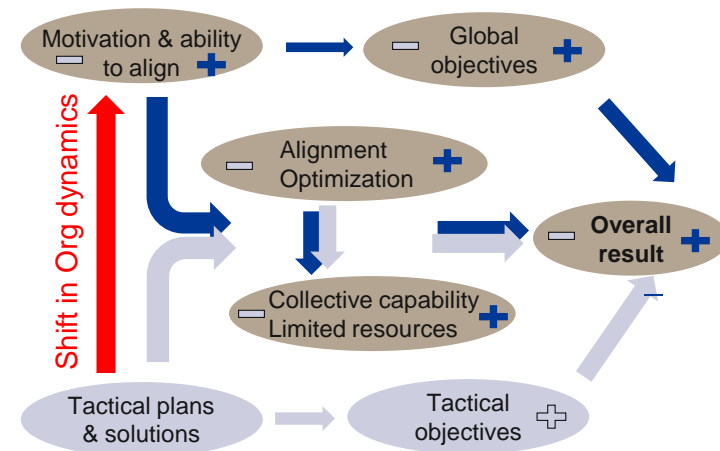 Motivation & ability
to align
Global
objectives
Shift in Org dynamics
Alignment
Optimization
Overall
result
Collective capability
Limited resources
Tactical plans
& solutions
Tactical
objectives